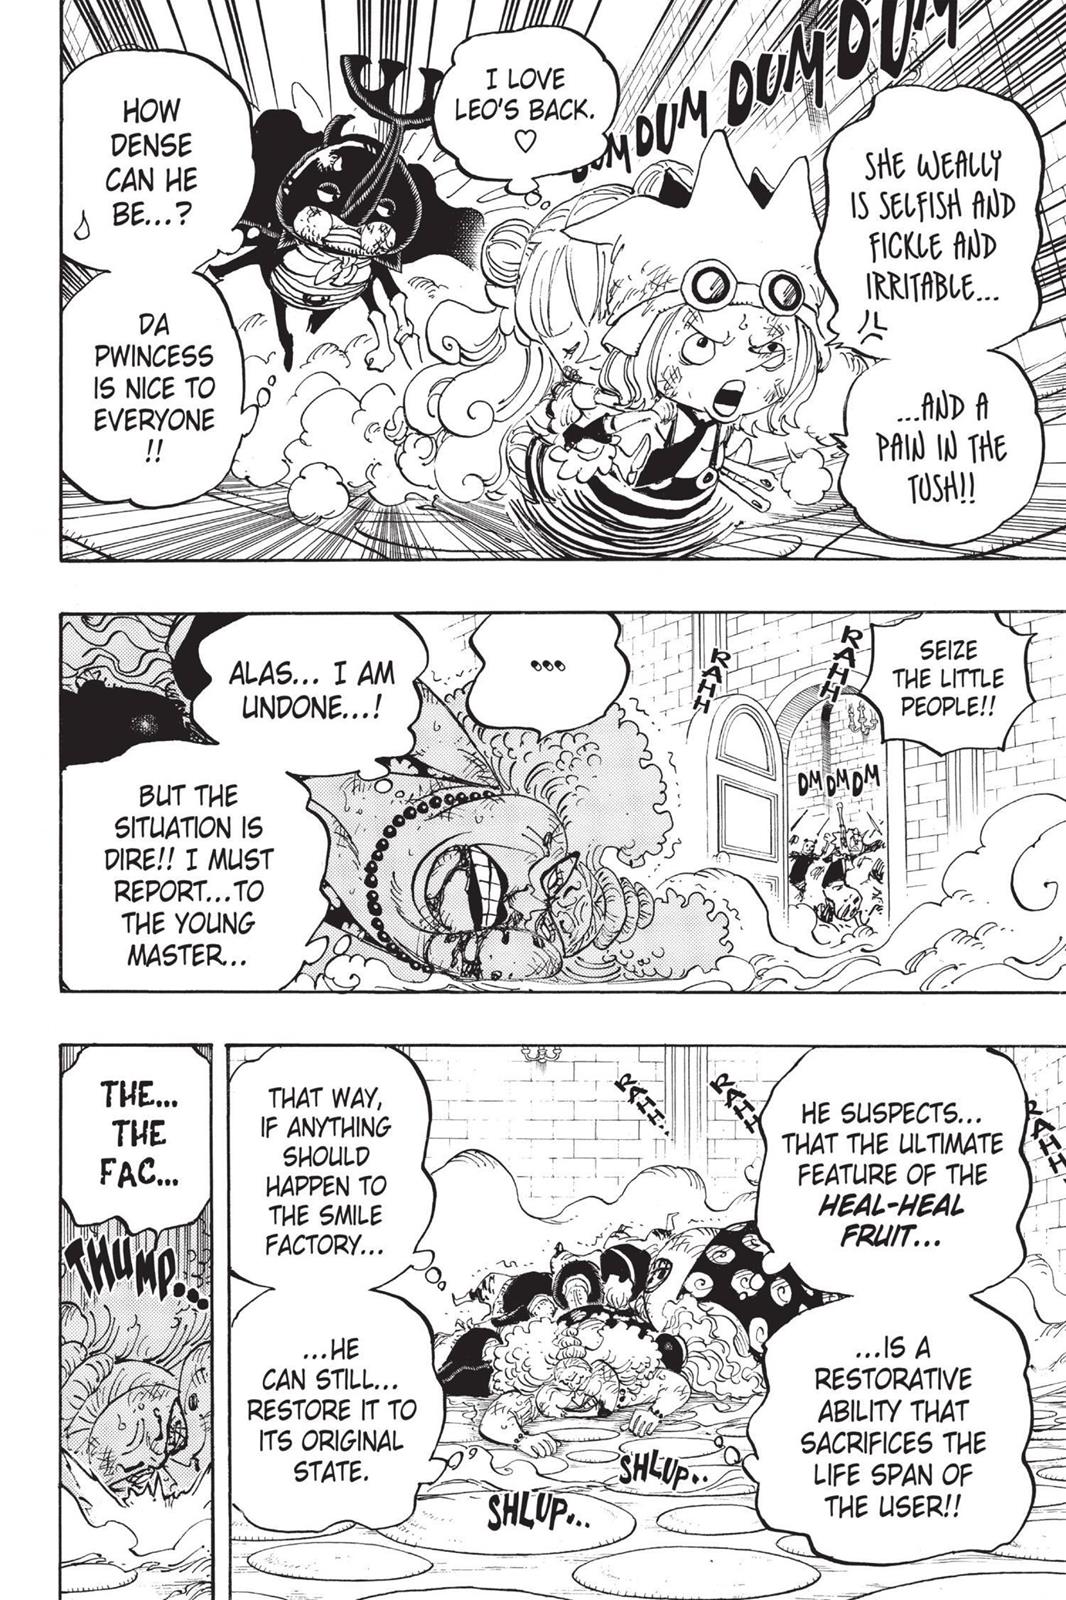 SHE WEALLY
IS SELFISH AND
FICKLE AND
IRRITABLE...
...AND A
PAIN IN THE
TUSH!!
DUM DUM DUM DUM
I LOVE
LEO'S BACK.
♡
HOW
DENSE
CAN HE
BE...?
DA
PWINCESS
IS NICE TO
EVERYONE
!!
SEIZE
THE LITTLE
PEOPLE!!
RAHH
RAHH
DM DM DM
...
ALAS... I AM
UNDONE...!
BUT THE
SITUATION IS
DIRE!! I MUST
REPORT...TO
THE YOUNG
MASTER...
HE SUSPECTS...
THAT THE ULTIMATE
FEATURE OF THE
HEAL-HEAL
FRUIT...
...IS A
RESTORATIVE
ABILITY THAT
SACRIFICES THE
LIFE SPAN OF
THE USER!!
RAHH
RAHH
RAHH..
THAT WAY,
IF ANYTHING
SHOULD
HAPPEN TO
THE SMILE
FACTORY...
...HE
CAN STILL...
RESTORE IT TO
ITS ORIGINAL
STATE.
SHLUP..
SHLUP...
THE...
THE
FAC...
THUMP...